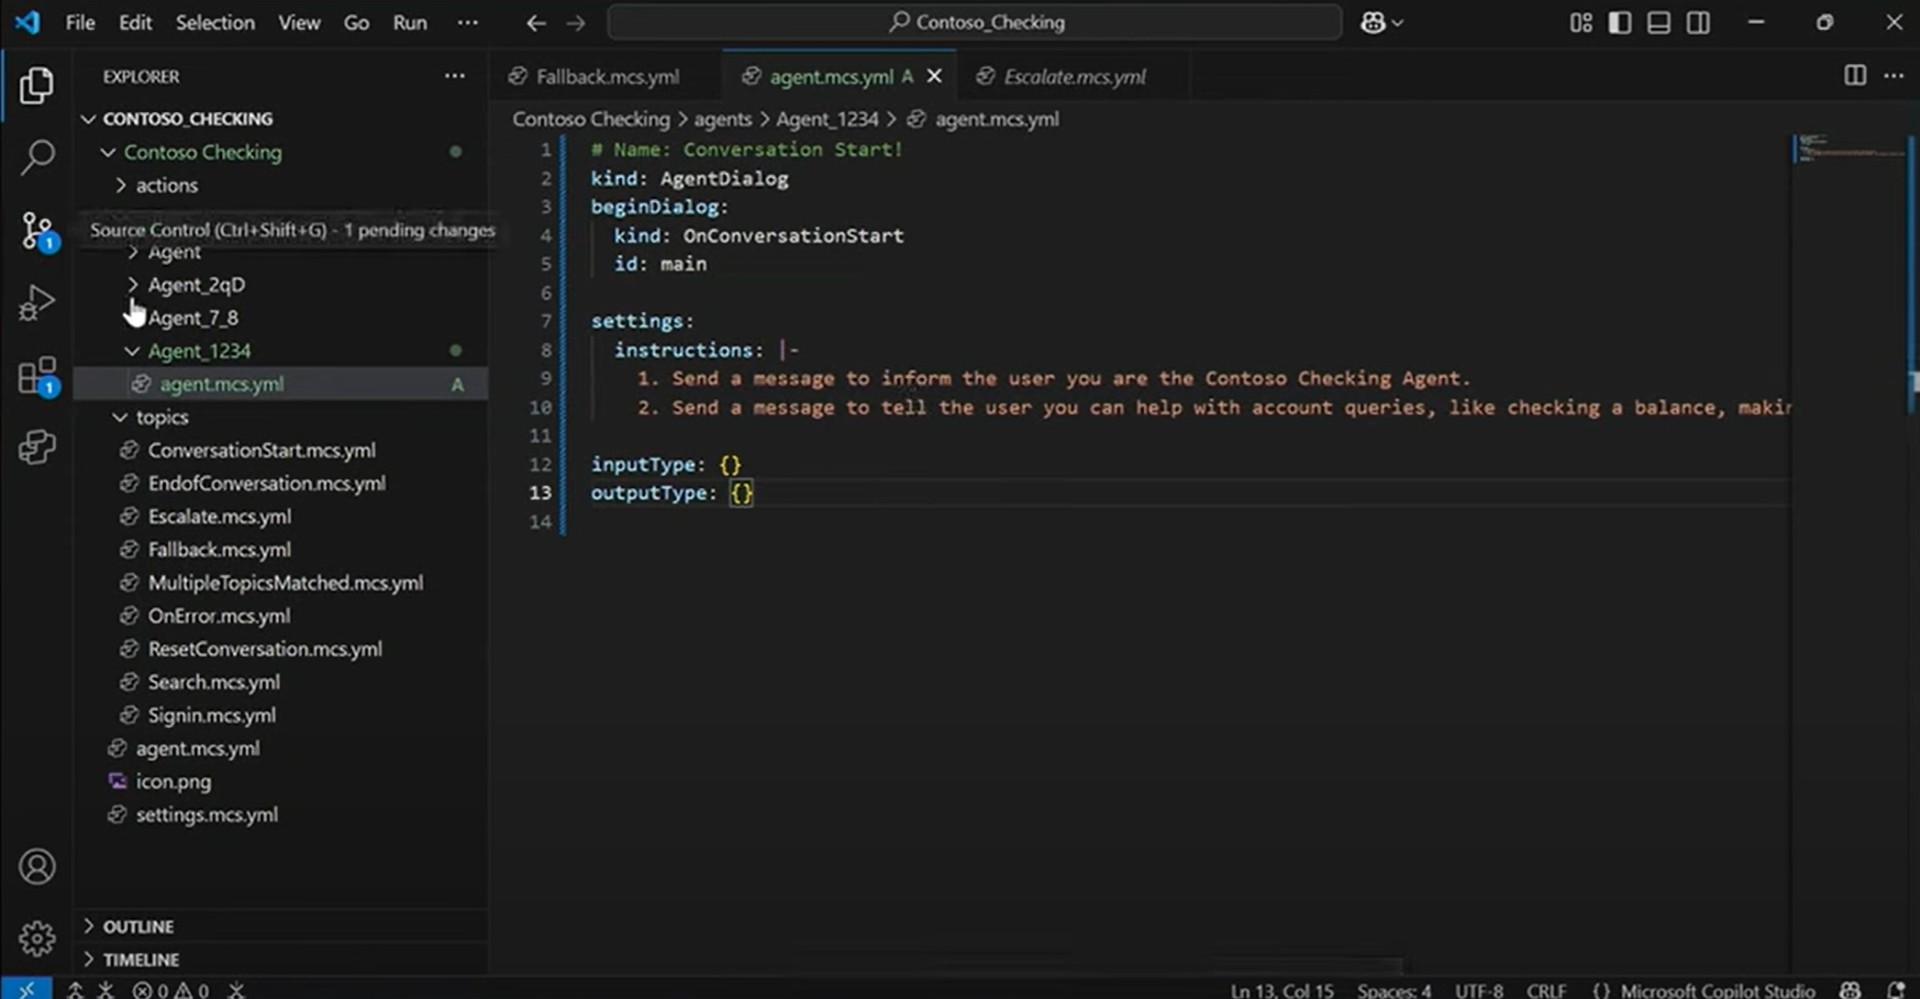 File Edit Selection View Go Run ··· Contoso_Checking
EXPLORER ···
Fallback.mcs.yml agent.mcs.yml A Escalate.mcs.yml ···
CONTOSO_CHECKING
Contoso Checking > agents > Agent_1234 > agent.mcs.yml
Contoso Checking
actions
Source Control (Ctrl+Shift+G) - 1 pending changes
1
Agent
Agent_2qD
Agent_7_8
Agent_1234
agent.mcs.yml A
1
topics
ConversationStart.mcs.yml
EndofConversation.mcs.yml
Escalate.mcs.yml
Fallback.mcs.yml
MultipleTopicsMatched.mcs.yml
OnError.mcs.yml
ResetConversation.mcs.yml
Search.mcs.yml
Signin.mcs.yml
agent.mcs.yml
icon.png
settings.mcs.yml
OUTLINE
TIMELINE
1 # Name: Conversation Start!
2 kind: AgentDialog
3 beginDialog:
4 kind: OnConversationStart
5 id: main
6
7 settings:
8 instructions: |-
9 1. Send a message to inform the user you are the Contoso Checking Agent.
10 2. Send a message to tell the user you can help with account queries, like checking a balance, makin
11
12 inputType: {}
13 outputType: {}
14
0 0 Ln 13, Col 15 Spaces: 4 UTF-8 CRLF {} Microsoft Copilot Studio